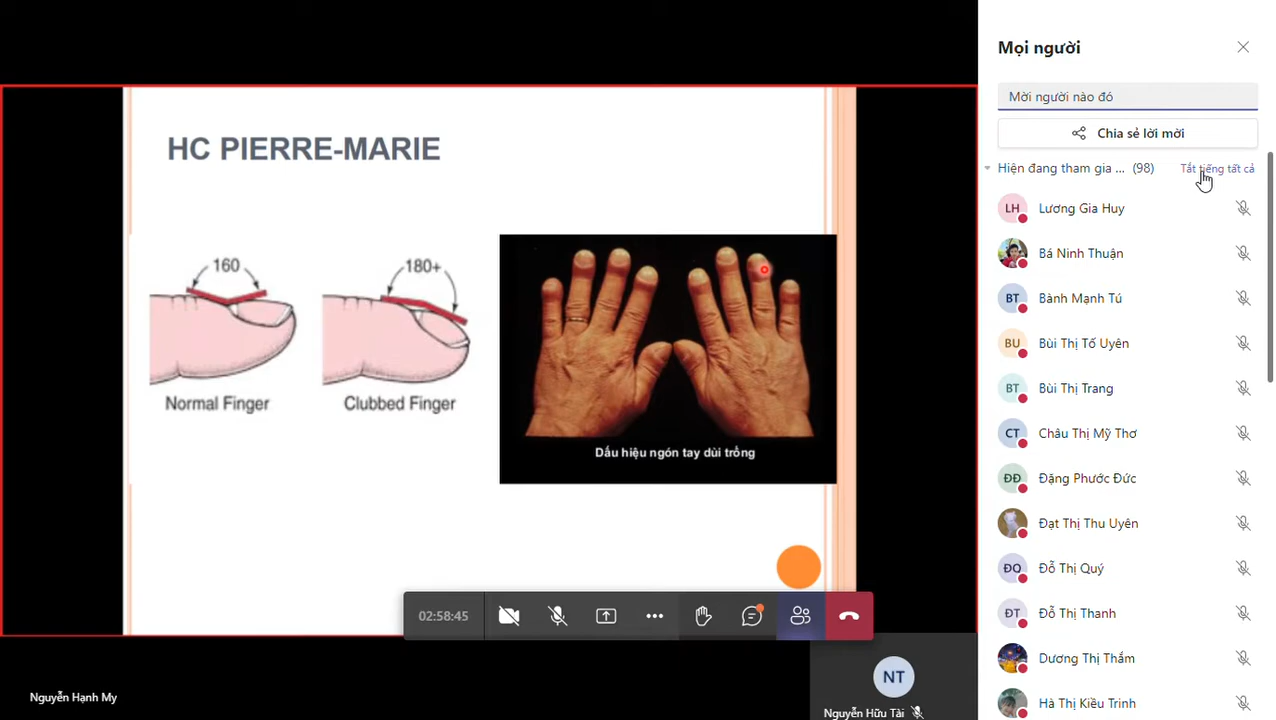 HC PIERRE-MARIE
160
180+
Normal Finger
Clubbed Finger
Dấu hiệu ngón tay dùi trống
02:58:45
Nguyễn Hạnh My
NT
Nguyễn Hữu Tài
Mọi người
Mời người nào đó
Chia sẻ lời mời
Hiện đang tham gia ... (98) Tắt tiếng tất cả
LH Lương Gia Huy
Bá Ninh Thuận
BT Bành Mạnh Tú
BU Bùi Thị Tố Uyên
BT Bùi Thị Trang
CT Châu Thị Mỹ Thơ
ĐĐ Đặng Phước Đức
Đạt Thị Thu Uyên
ĐQ Đỗ Thị Quý
ĐT Đỗ Thị Thanh
Dương Thị Thắm
Hà Thị Kiều Trinh